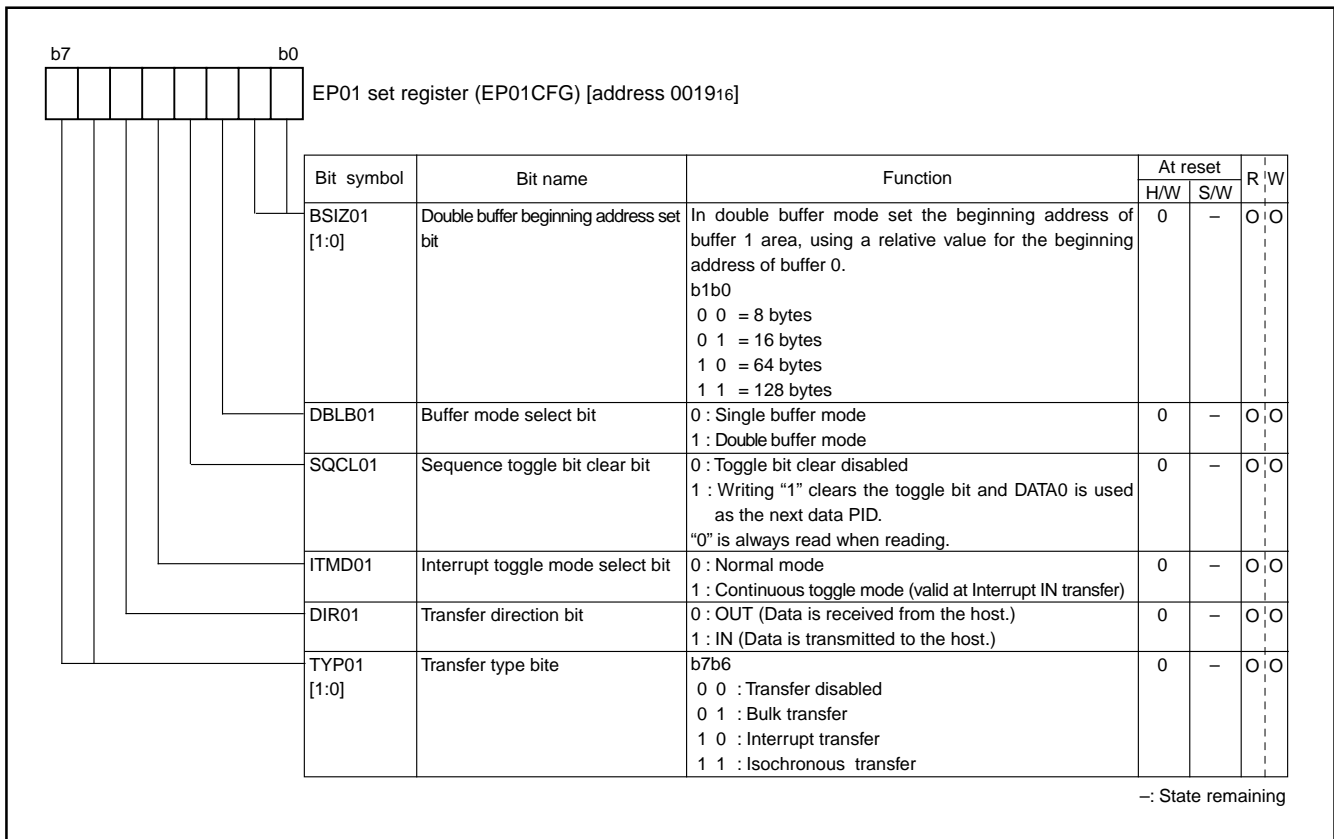 b7 b0
EP01 set register (EP01CFG) [address 001916]
Bit symbol Bit name Function At reset R W
H/W S/W
BSIZ01 Double buffer beginning address set In double buffer mode set the beginning address of 0 – O O
[1:0] bit buffer 1 area, using a relative value for the beginning
address of buffer 0.
b1b0
0 0 = 8 bytes
0 1 = 16 bytes
1 0 = 64 bytes
1 1 = 128 bytes
DBLB01 Buffer mode select bit 0 : Single buffer mode 0 – O O
1 : Double buffer mode
SQCL01 Sequence toggle bit clear bit 0 : Toggle bit clear disabled 0 – O O
1 : Writing “1” clears the toggle bit and DATA0 is used
as the next data PID.
“0” is always read when reading.
ITMD01 Interrupt toggle mode select bit 0 : Normal mode 0 – O O
1 : Continuous toggle mode (valid at Interrupt IN transfer)
DIR01 Transfer direction bit 0 : OUT (Data is received from the host.) 0 – O O
1 : IN (Data is transmitted to the host.)
TYP01 Transfer type bite b7b6 0 – O O
[1:0] 0 0 : Transfer disabled
0 1 : Bulk transfer
1 0 : Interrupt transfer
1 1 : Isochronous transfer
–: State remaining